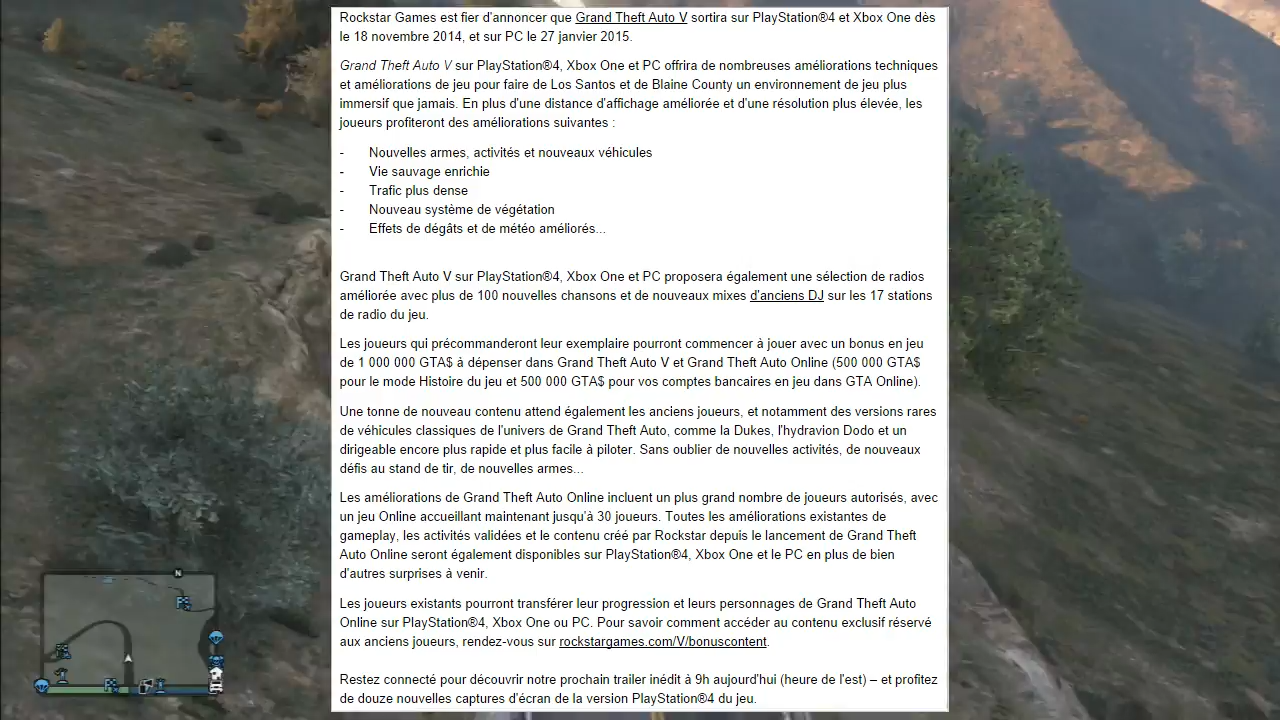 Rockstar Games est fier d'annoncer que Grand Theft Auto V sortira sur PlayStation®4 et Xbox One dès
le 18 novembre 2014, et sur PC le 27 janvier 2015.
Grand Theft Auto V sur PlayStation®4, Xbox One et PC offrira de nombreuses améliorations techniques
et améliorations de jeu pour faire de Los Santos et de Blaine County un environnement de jeu plus
immersif que jamais. En plus d'une distance d'affichage améliorée et d'une résolution plus élevée, les
joueurs profiteront des améliorations suivantes :
- Nouvelles armes, activités et nouveaux véhicules
- Vie sauvage enrichie
- Trafic plus dense
- Nouveau système de végétation
- Effets de dégâts et de météo améliorés...
Grand Theft Auto V sur PlayStation®4, Xbox One et PC proposera également une sélection de radios
améliorée avec plus de 100 nouvelles chansons et de nouveaux mixes d'anciens DJ sur les 17 stations
de radio du jeu.
Les joueurs qui précommanderont leur exemplaire pourront commencer à jouer avec un bonus en jeu
de 1 000 000 GTA$ à dépenser dans Grand Theft Auto V et Grand Theft Auto Online (500 000 GTA$
pour le mode Histoire du jeu et 500 000 GTA$ pour vos comptes bancaires en jeu dans GTA Online).
Une tonne de nouveau contenu attend également les anciens joueurs, et notamment des versions rares
de véhicules classiques de l'univers de Grand Theft Auto, comme la Dukes, l'hydravion Dodo et un
dirigeable encore plus rapide et plus facile à piloter. Sans oublier de nouvelles activités, de nouveaux
défis au stand de tir, de nouvelles armes...
Les améliorations de Grand Theft Auto Online incluent un plus grand nombre de joueurs autorisés, avec
un jeu Online accueillant maintenant jusqu'à 30 joueurs. Toutes les améliorations existantes de
gameplay, les activités validées et le contenu créé par Rockstar depuis le lancement de Grand Theft
Auto Online seront également disponibles sur PlayStation®4, Xbox One et le PC en plus de bien
d'autres surprises à venir.
Les joueurs existants pourront transférer leur progression et leurs personnages de Grand Theft Auto
Online sur PlayStation®4, Xbox One ou PC. Pour savoir comment accéder au contenu exclusif réservé
aux anciens joueurs, rendez-vous sur rockstargames.com/V/bonuscontent.
Restez connecté pour découvrir notre prochain trailer inédit à 9h aujourd'hui (heure de l'est) – et profitez
de douze nouvelles captures d'écran de la version PlayStation®4 du jeu.
N